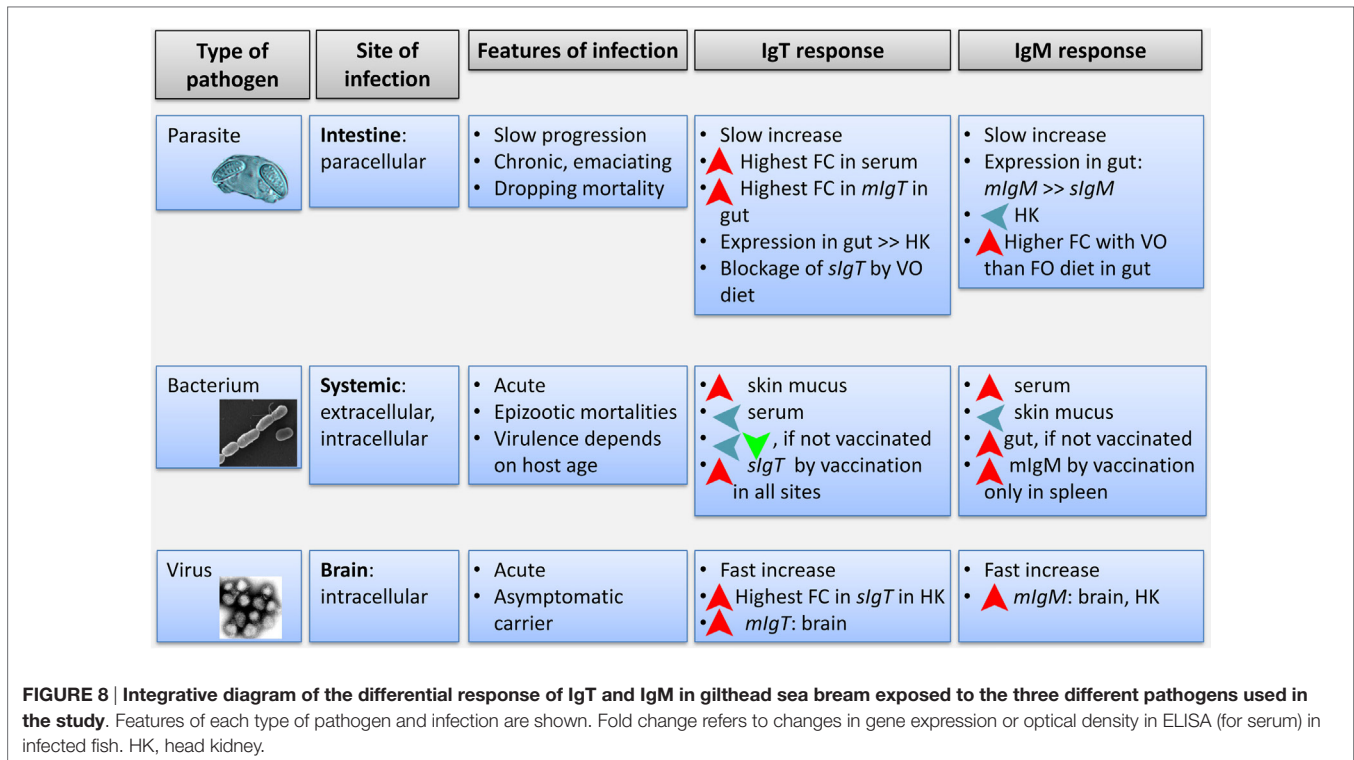 Type of
pathogen
Site of
infection
Features of infection
IgT response
IgM response
Parasite
Intestine:
paracellular
• Slow progression
• Chronic, emaciating
• Dropping mortality
• Slow increase
• Highest FC in serum
• Highest FC in mIgT in
gut
• Expression in gut >> HK
• Blockage of sIgT by VO
diet
• Slow increase
• Expression in gut:
mIgM >> sIgM
• HK
• Higher FC with VO
than FO diet in gut
Bacterium
Systemic:
extracellular,
intracellular
• Acute
• Epizootic mortalities
• Virulence depends
on host age
• skin mucus
• serum
• , if not vaccinated
• sIgT by vaccination
in all sites
• serum
• skin mucus
• gut, if not vaccinated
• mIgM by vaccination
only in spleen
Virus
Brain:
intracellular
• Acute
• Asymptomatic
carrier
• Fast increase
• Highest FC in sIgT in HK
• mIgT: brain
• Fast increase
• mIgM: brain, HK
FIGURE 8 | Integrative diagram of the differential response of IgT and IgM in gilthead sea bream exposed to the three different pathogens used in
the study. Features of each type of pathogen and infection are shown. Fold change refers to changes in gene expression or optical density in ELISA (for serum) in
infected fish. HK, head kidney.